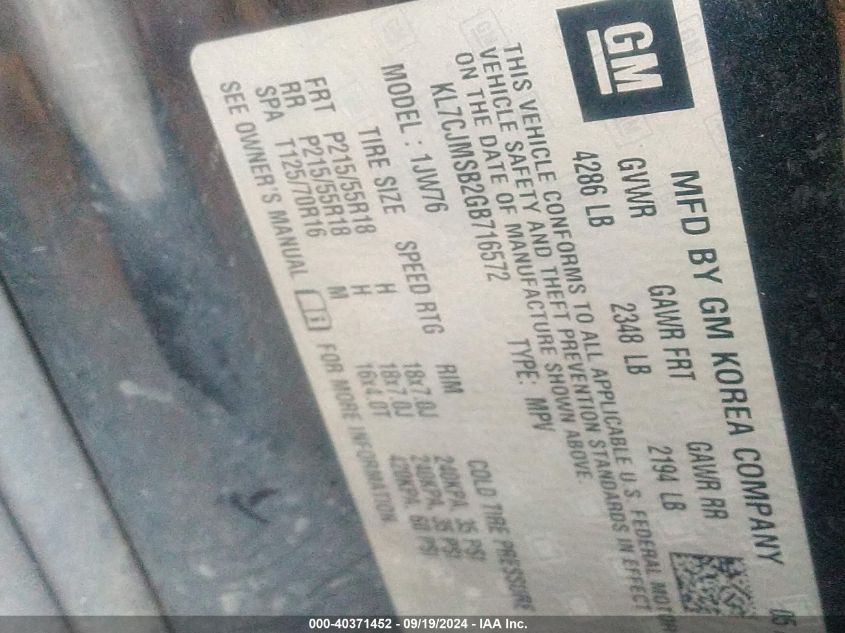 GM
MFD BY GM KOREA COMPANY 05
GVWR GAWR FRT GAWR RR
4286 LB 2348 LB 2194 LB
THIS VEHICLE CONFORMS TO ALL APPLICABLE U.S. FEDERAL MOTOR
VEHICLE SAFETY AND THEFT PREVENTION STANDARDS IN EFFECT
ON THE DATE OF MANUFACTURE SHOWN ABOVE.
KL7CJMSB2GB716572 TYPE: MPV
MODEL : 1JW76
TIRE SIZE SPEED RTG RIM COLD TIRE PRESSURE
FRT P215/55R18 H 18x7.0J 240KPA, 35 PSI
RR P215/55R18 H 18x7.0J 240KPA, 35 PSI
SPA T125/70R16 M 16x4.0T 420KPA, 60 PSI
SEE OWNER'S MANUAL FOR MORE INFORMATION
000-40371452 - 09/19/2024 - IAA Inc.